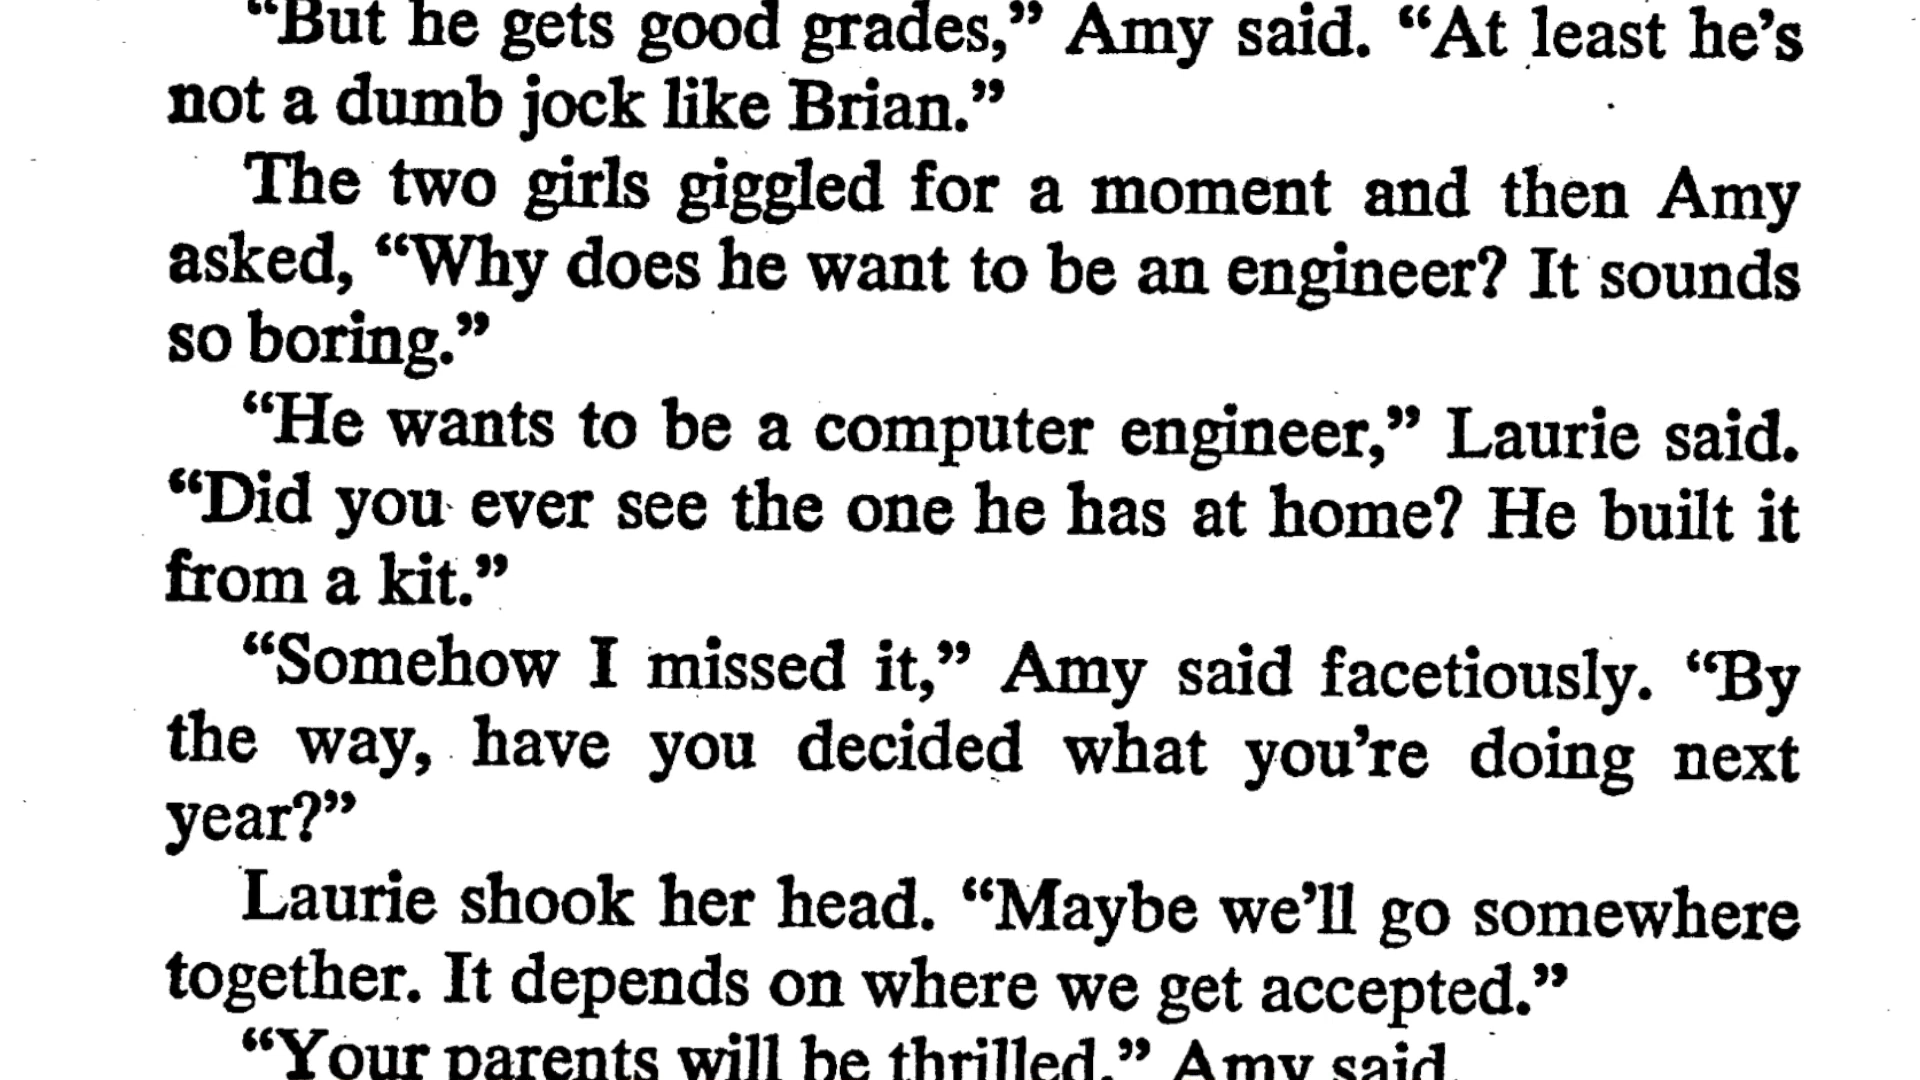 “But he gets good grades,” Amy said. “At least he’s
not a dumb jock like Brian.”
The two girls giggled for a moment and then Amy
asked, “Why does he want to be an engineer? It sounds
so boring.”
“He wants to be a computer engineer,” Laurie said.
“Did you ever see the one he has at home? He built it
from a kit.”
“Somehow I missed it,” Amy said facetiously. “By
the way, have you decided what you’re doing next
year?”
Laurie shook her head. “Maybe we’ll go somewhere
together. It depends on where we get accepted.”
“Your parents will be thrilled,” Amy said.